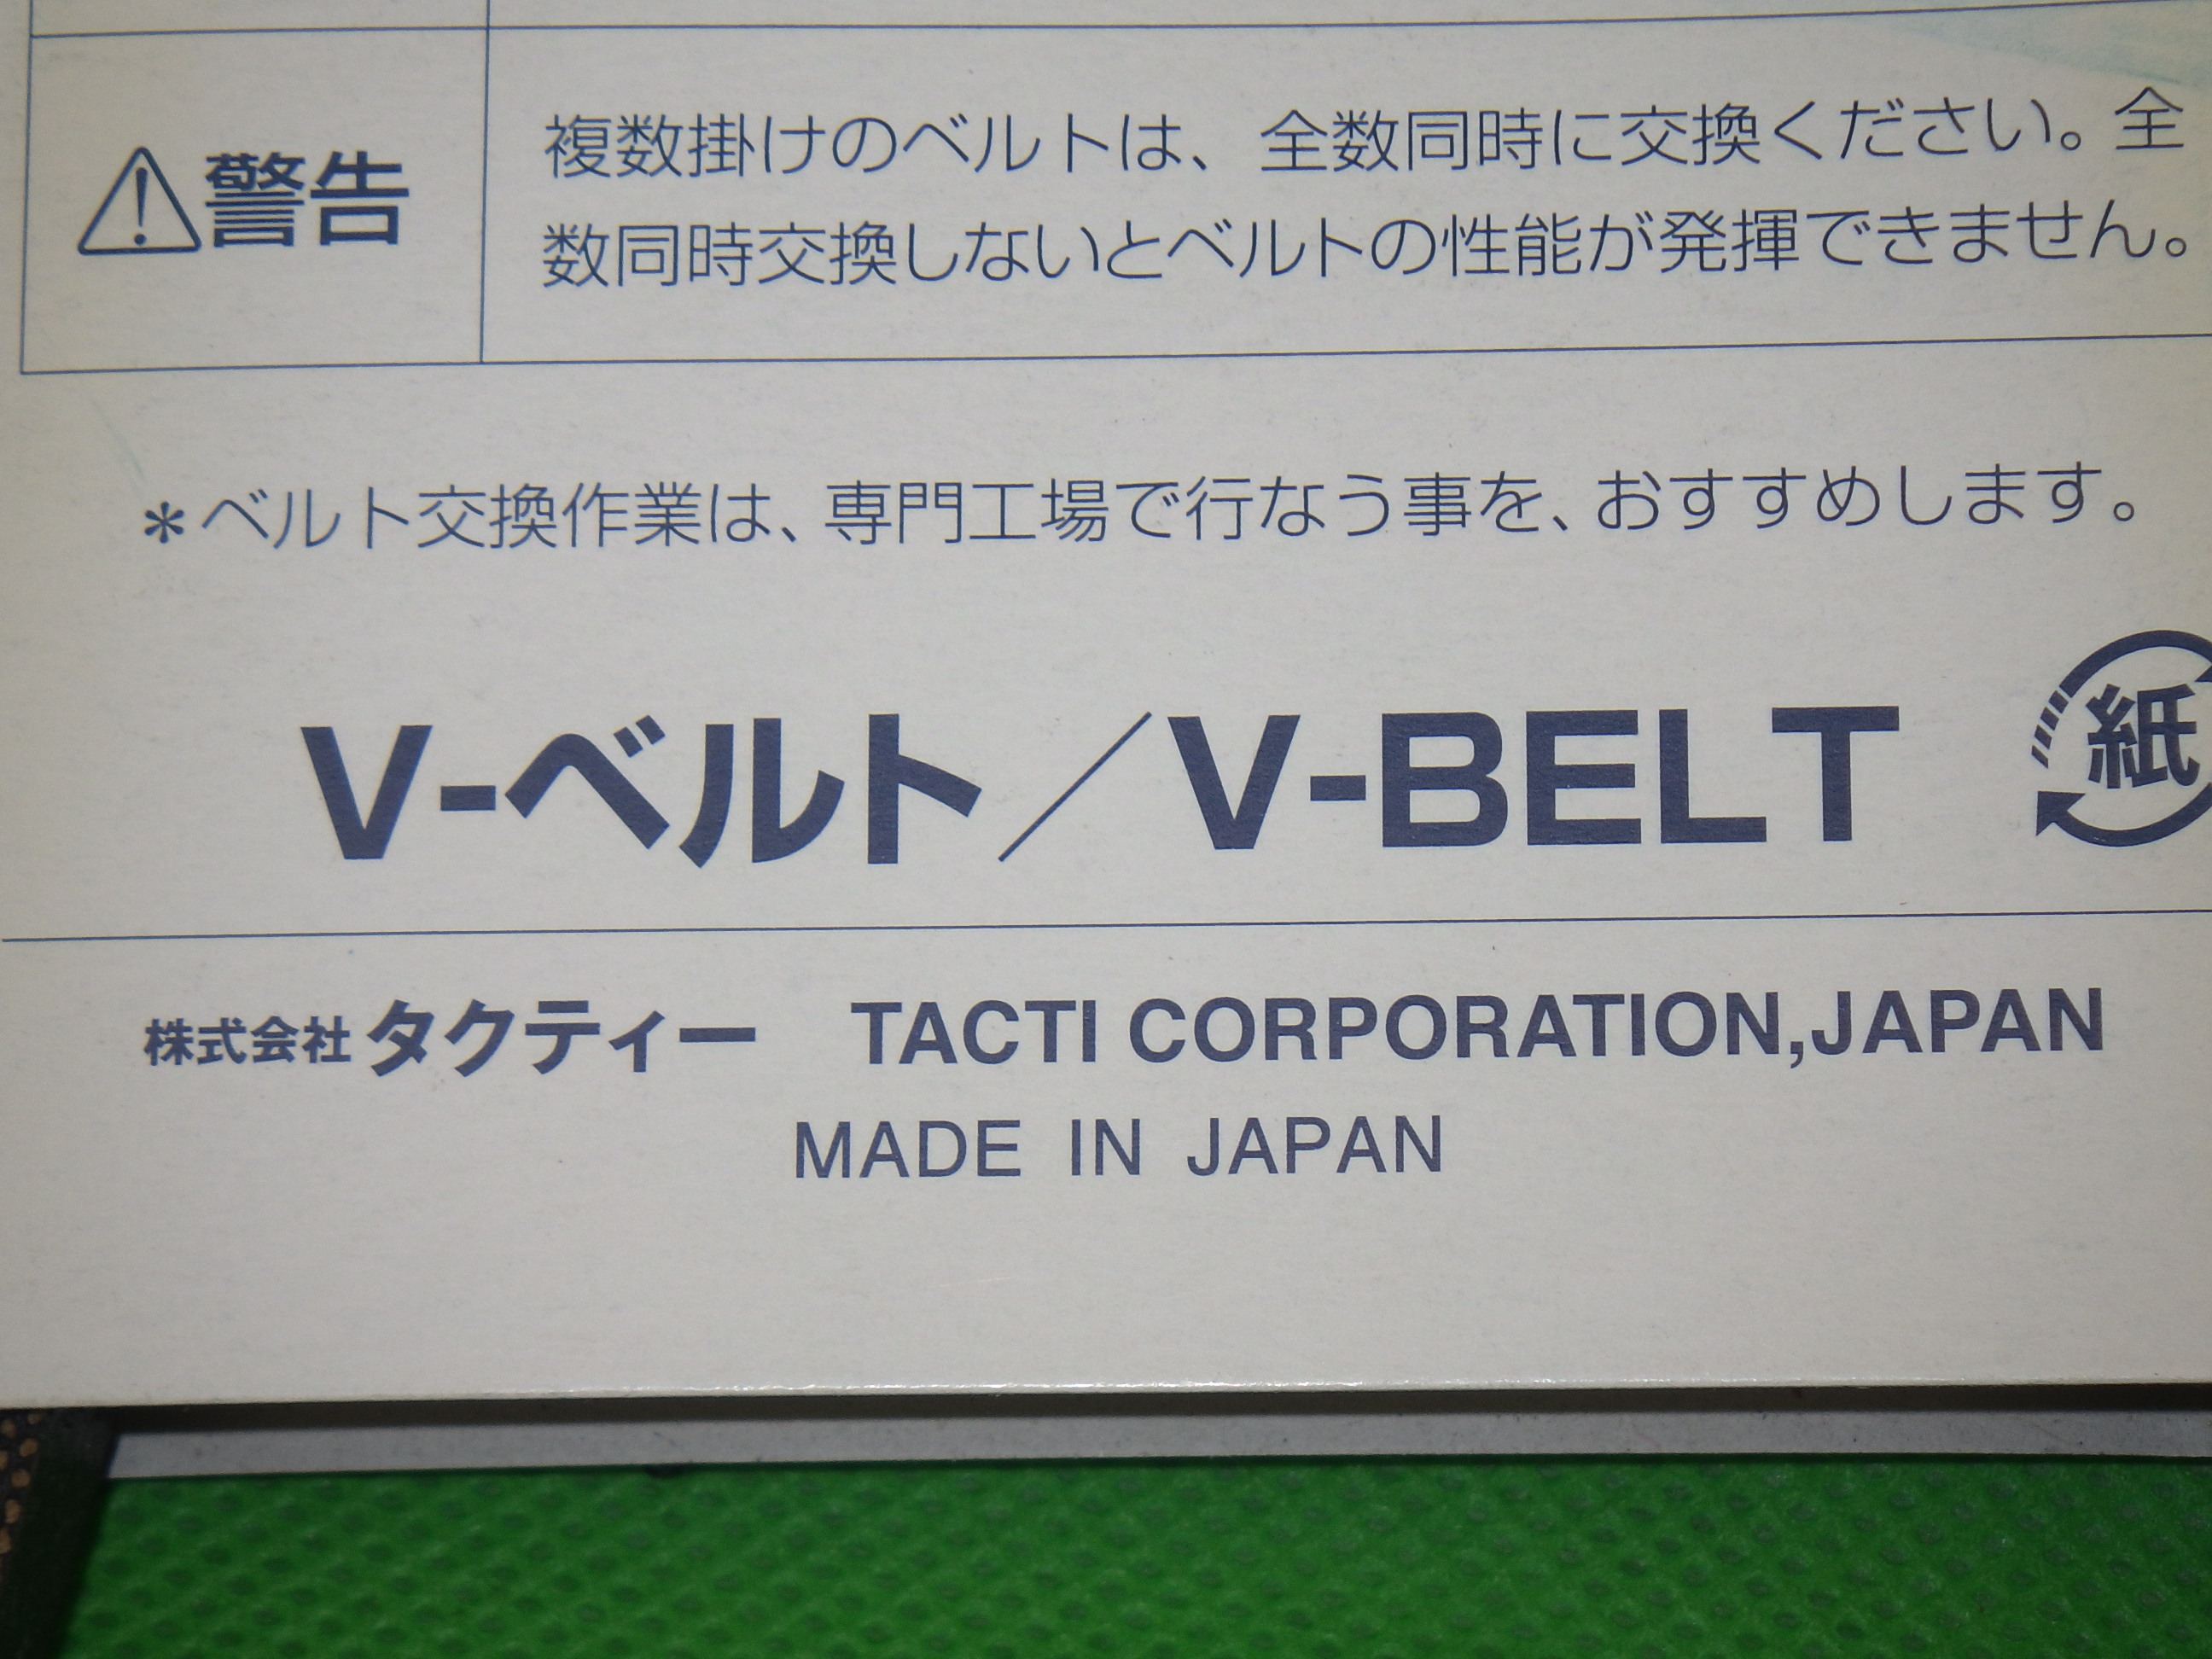 警告
複数掛けのベルトは、全数同時に交換ください。全
数同時交換しないとベルトの性能が発揮できません。
*ベルト交換作業は、専門工場で行なう事を、おすすめします。
V-ベルト/V-BELT
紙
株式会社タクティー TACTI CORPORATION,JAPAN
MADE IN JAPAN